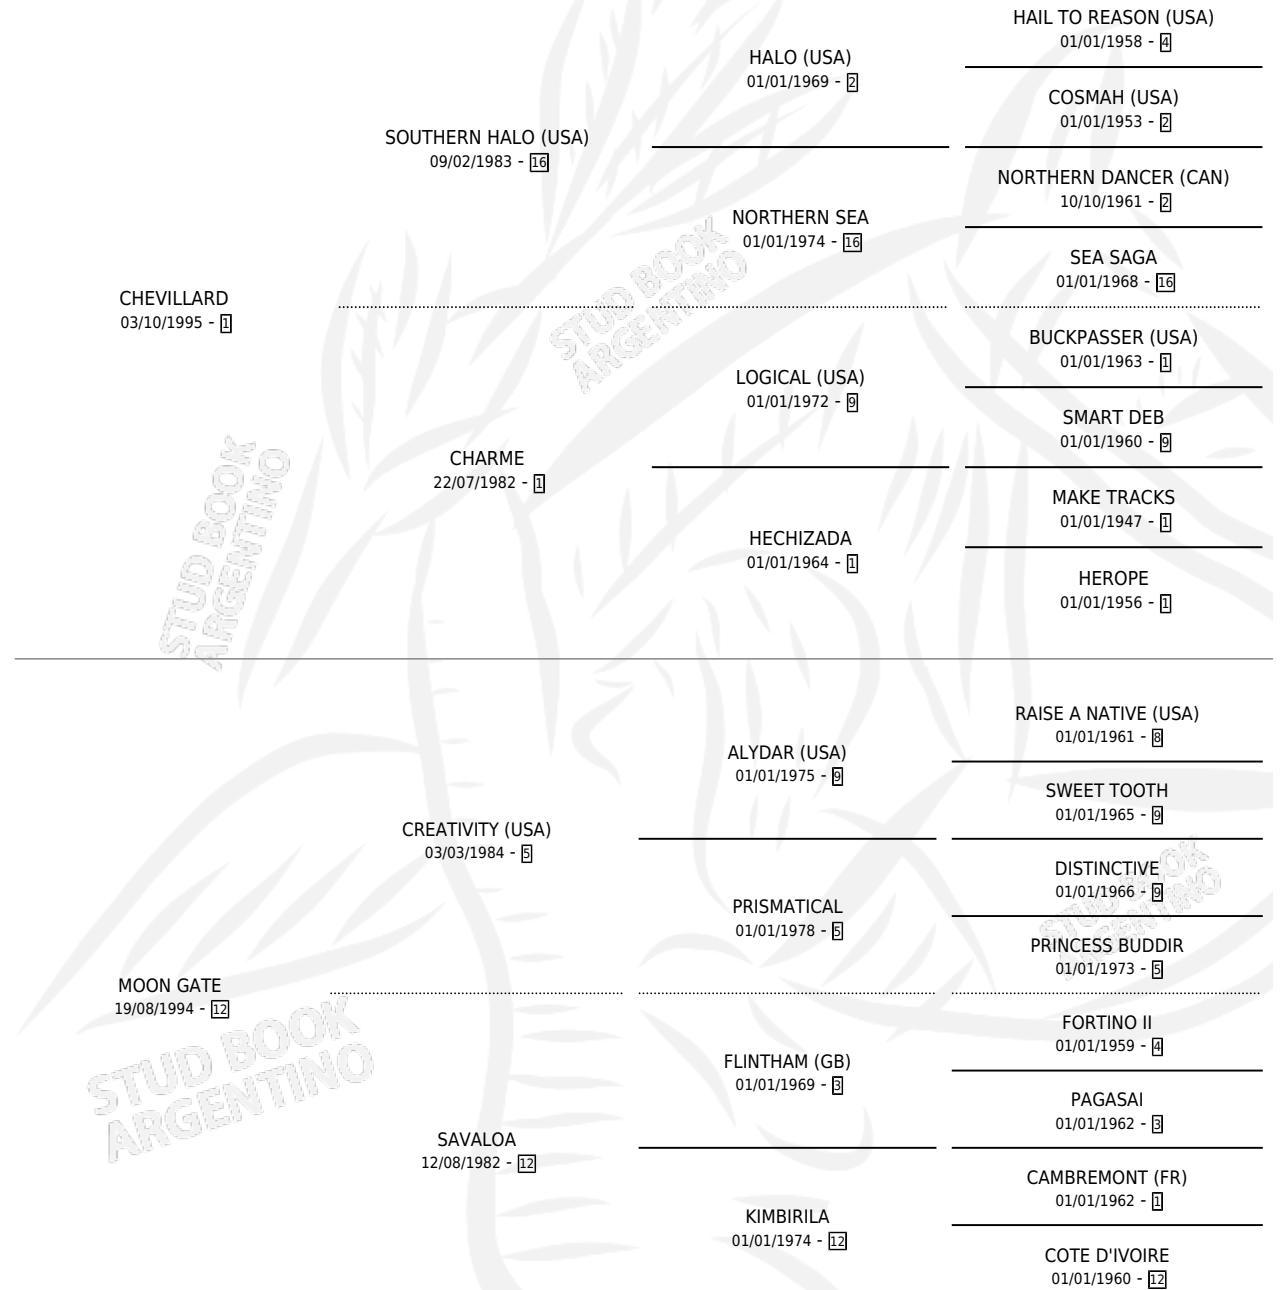 CHEVILLARD
03/10/1995 - 1
SOUTHERN HALO (USA)
09/02/1983 - 16
CHARME
22/07/1982 - 1
HALO (USA)
01/01/1969 - 2
NORTHERN SEA
01/01/1974 - 16
LOGICAL (USA)
01/01/1972 - 9
HECHIZADA
01/01/1964 - 1
HAIL TO REASON (USA)
01/01/1958 - 4
COSMAH (USA)
01/01/1953 - 2
NORTHERN DANCER (CAN)
10/10/1961 - 2
SEA SAGA
01/01/1968 - 16
BUCKPASSER (USA)
01/01/1963 - 1
SMART DEB
01/01/1960 - 9
MAKE TRACKS
01/01/1947 - 1
HEROPE
01/01/1956 - 1
MOON GATE
19/08/1994 - 12
CREATIVITY (USA)
03/03/1984 - 5
SAVALOA
12/08/1982 - 12
ALYDAR (USA)
01/01/1975 - 9
PRISMATICAL
01/01/1978 - 5
FLINTHAM (GB)
01/01/1969 - 3
KIMBIRILA
01/01/1974 - 12
RAISE A NATIVE (USA)
01/01/1961 - 8
SWEET TOOTH
01/01/1965 - 9
DISTINCTIVE
01/01/1966 - 9
PRINCESS BUDDIR
01/01/1973 - 5
FORTINO II
01/01/1959 - 4
PAGASAI
01/01/1962 - 3
CAMBREMONT (FR)
01/01/1962 - 1
COTE D'IVOIRE
01/01/1960 - 12
STUD BOOK
ARGENTINO
STUD BOOK
ARGENTINO
STUD BOOK
ARGENTINO
STUD BOOK
ARGENTINO